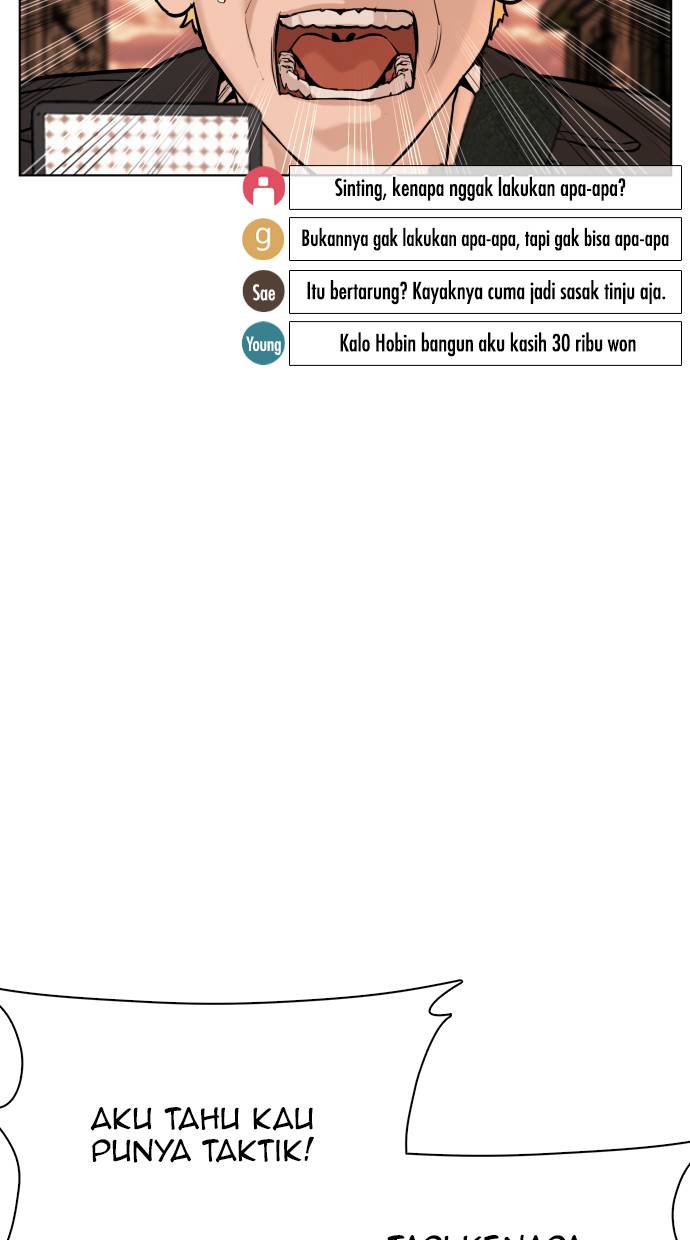 Sinting, kenapa nggak lakukan apa-apa?
g
Bukannya gak lakukan apa-apa, tapi gak bisa apa-apa
Sae
Itu bertarung? Kayaknya cuma jadi sasak tinju aja.
Young
Kalo Hobin bangun aku kasih 30 ribu won
AKU TAHU KAU
PUNYA TAKTIK!